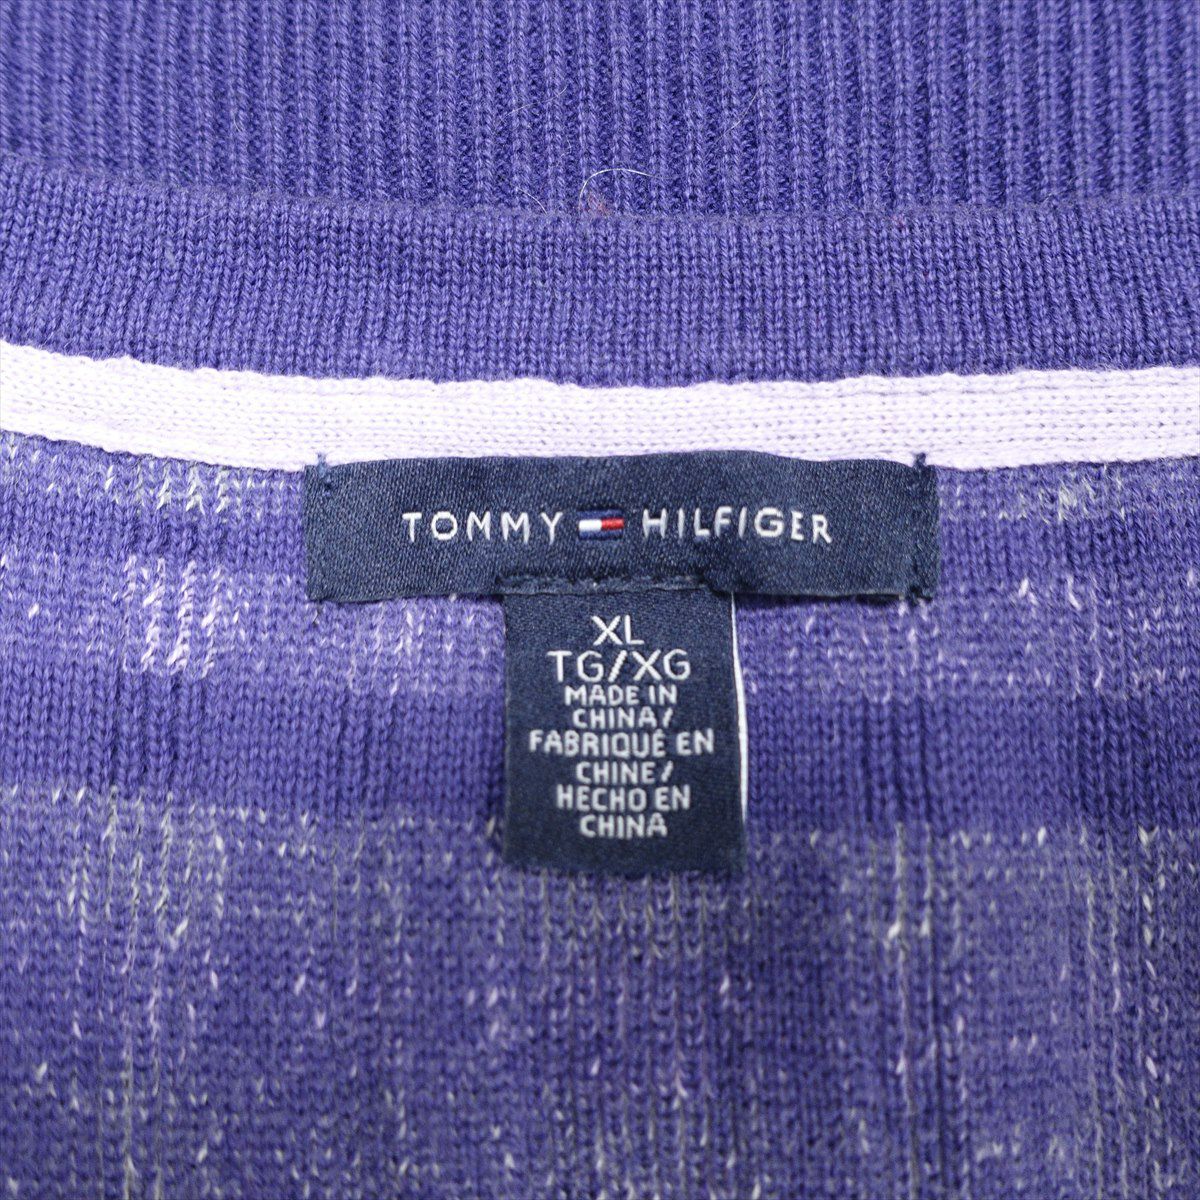 TOMMY HILFIGER
XL
TG/XG
MADE IN
CHINA/
FABRIQUÉ EN
CHINE/
HECHO EN
CHINA